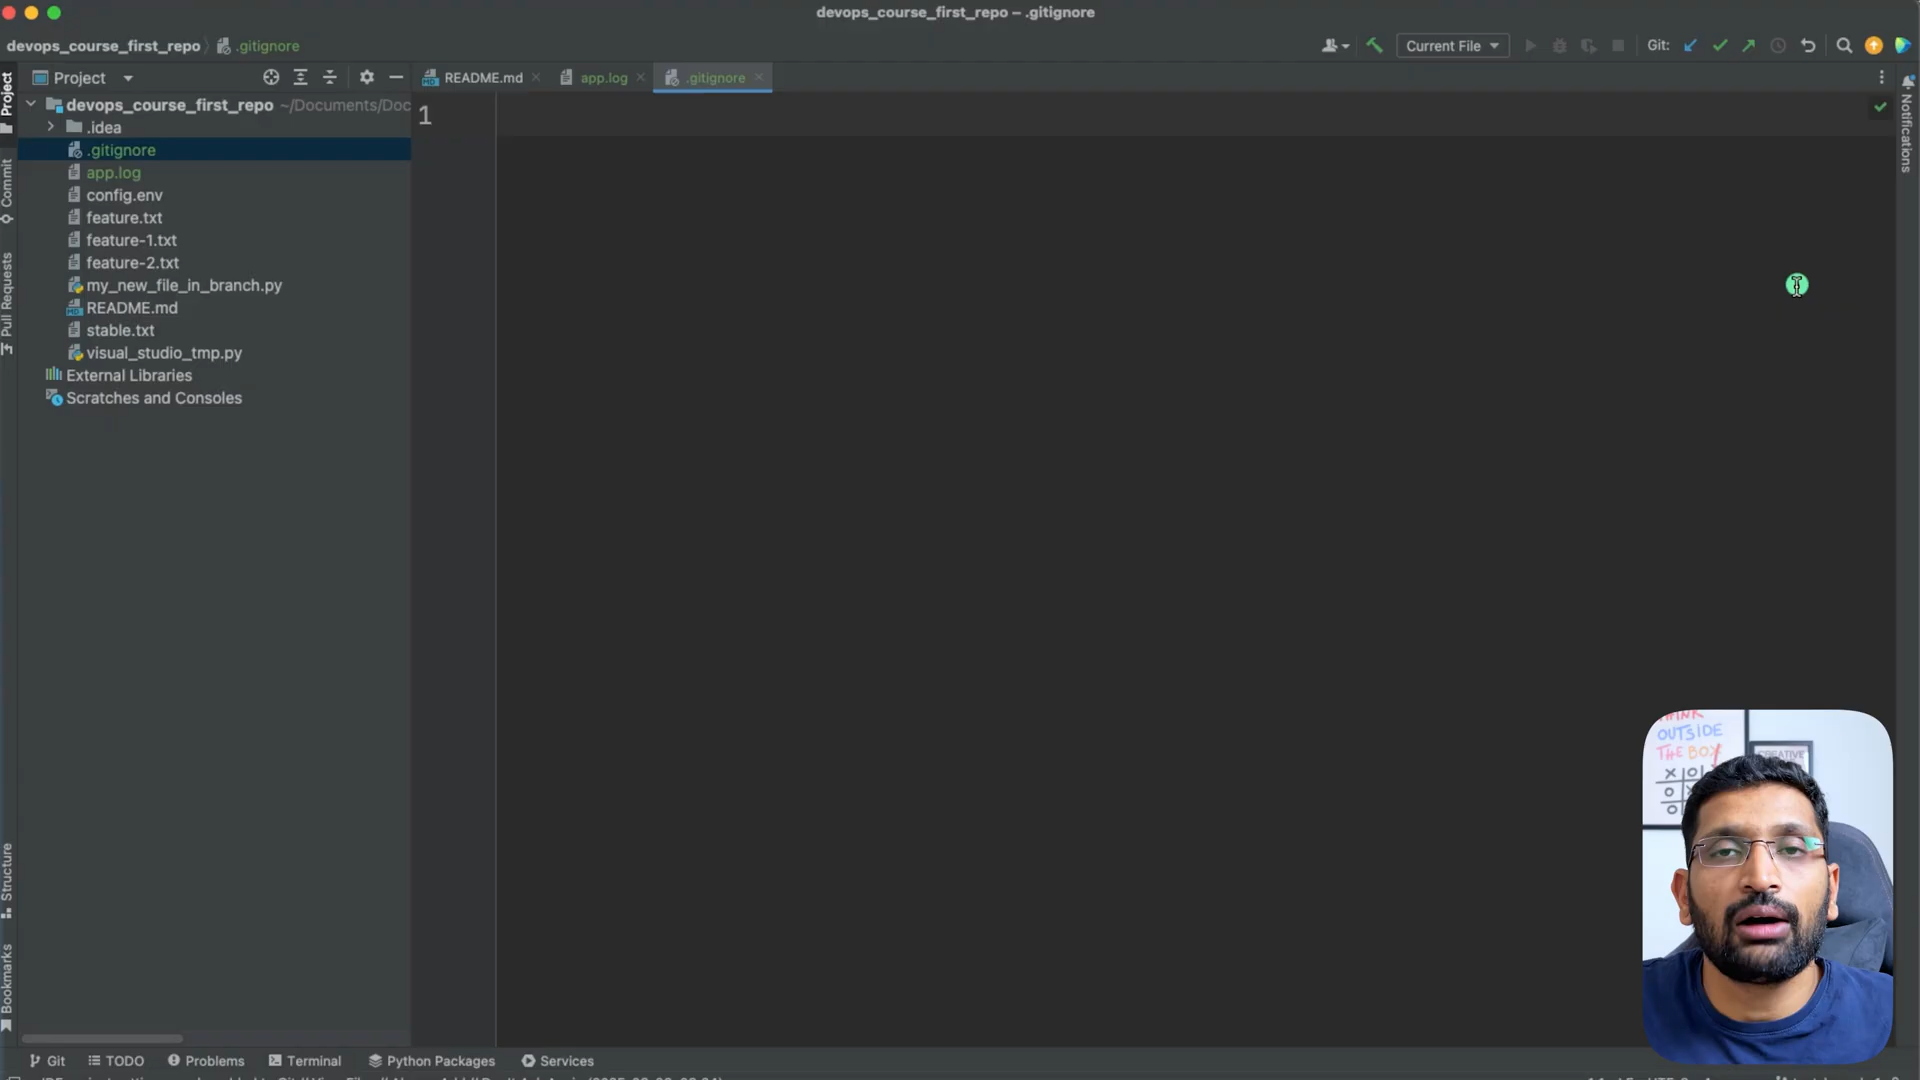 devops_course_first_repo – .gitignore
devops_course_first_repo
.gitignore
Current File
Git:
Project
README.md
app.log
.gitignore
devops_course_first_repo ~/Documents/Doc
.idea
.gitignore
app.log
config.env
feature.txt
feature-1.txt
feature-2.txt
my_new_file_in_branch.py
README.md
stable.txt
visual_studio_tmp.py
External Libraries
Scratches and Consoles
1
Project
Commit
Pull Requests
Structure
Bookmarks
Notifications
OUTSIDE
THE BOX
CREATIVE
X O
O
O
Git
TODO
Problems
Terminal
Python Packages
Services